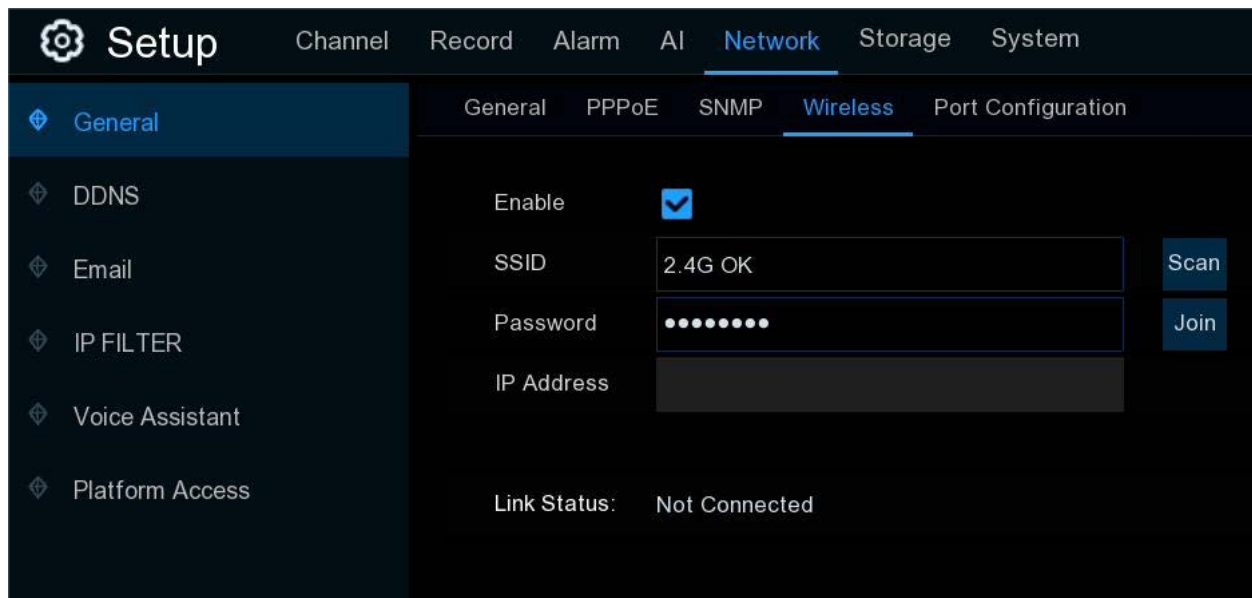 Setup Channel Record Alarm AI Network Storage System
General PPPoE SNMP Wireless Port Configuration
General
DDNS
Email
IP FILTER
Voice Assistant
Platform Access
Enable
SSID 2.4G OK Scan
Password •••••••• Join
IP Address
Link Status: Not Connected